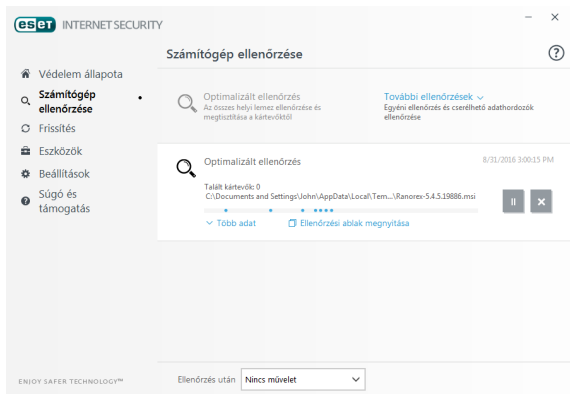 eseT INTERNET SECURITY
Számítógép ellenőrzése
Védelem állapota
Számítógép
ellenőrzése
Frissítés
Eszközök
Beállítások
Súgó és
támogatás
Optimalizált ellenőrzés
Az összes helyi lemez ellenőrzése és
megtisztítása a kártevőktől
További ellenőrzések
Egyéni ellenőrzés és cserélhető adathordozók
ellenőrzése
Optimalizált ellenőrzés
8/31/2016 3:00:15 PM
Talált kártevők: 0
C:\Documents and Settings\John\AppData\Local\Tem...\Ranorex-5.4.5.19886.msi
Több adat
Ellenőrzési ablak megnyitása
ENJOY SAFER TECHNOLOGY™
Ellenőrzés után Nincs művelet